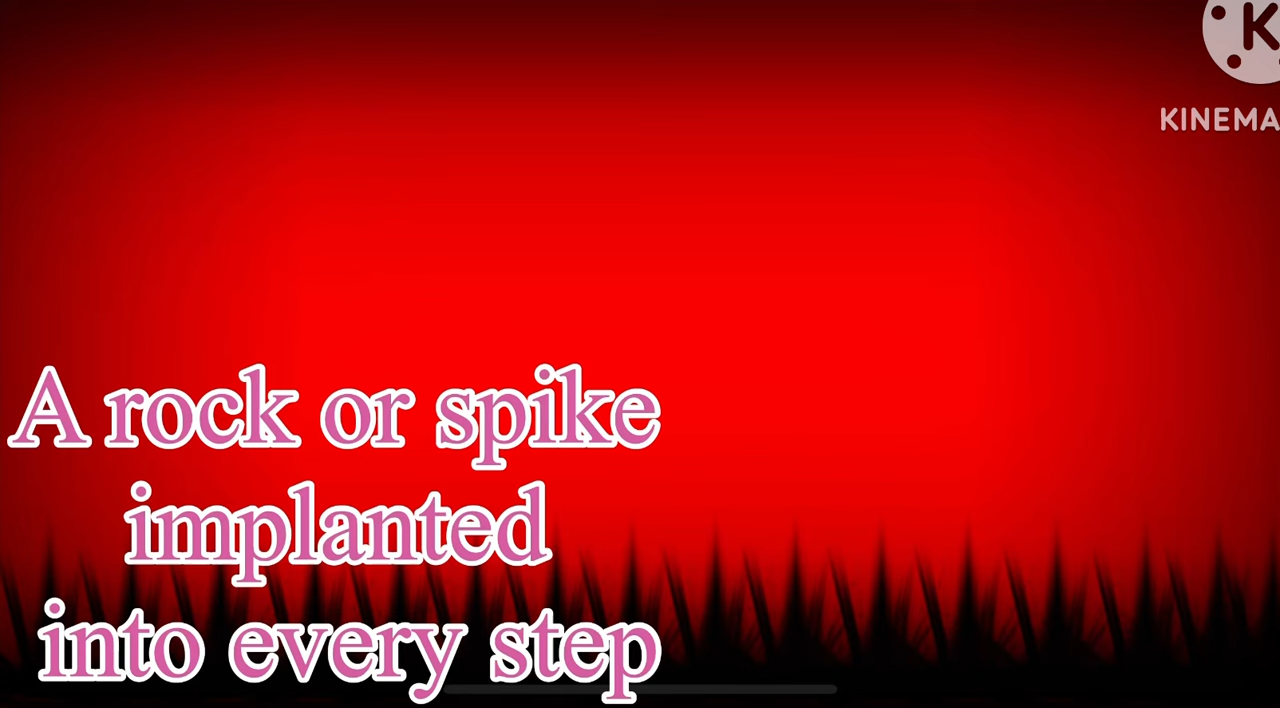 K
KINEMA
A rock or spike
implanted
into every step